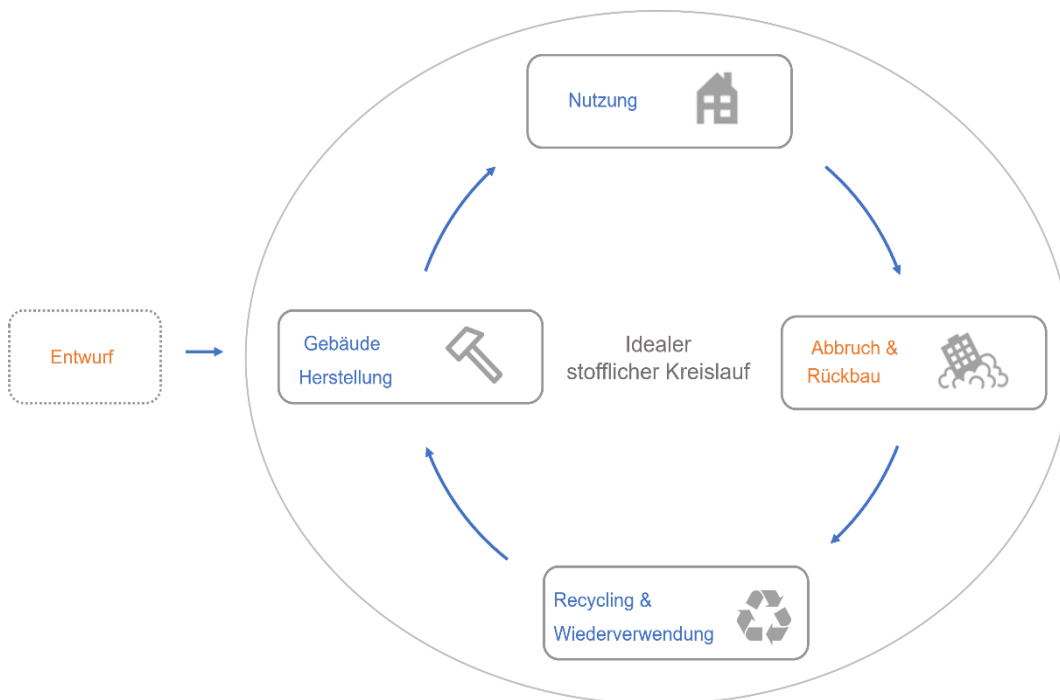 Nutzung
Entwurf
Gebäude
Herstellung
Idealer
stofflicher Kreislauf
Abbruch &
Rückbau
Recycling &
Wiederverwendung